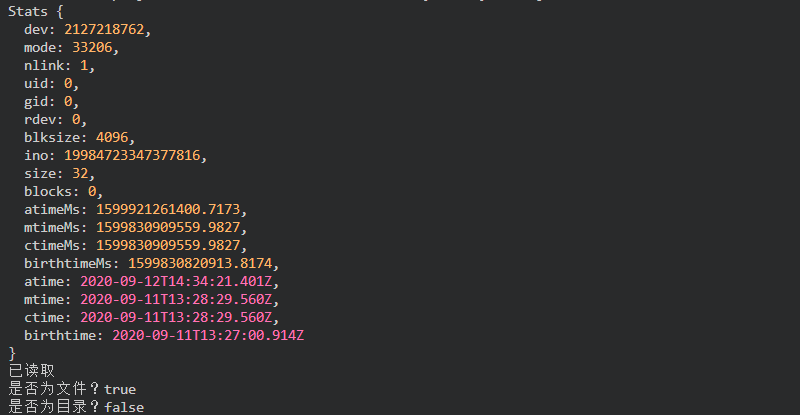 Stats {
  dev: 2127218762,
  mode: 33206,
  nlink: 1,
  uid: 0,
  gid: 0,
  rdev: 0,
  blksize: 4096,
  ino: 19984723347377816,
  size: 32,
  blocks: 0,
  atimeMs: 1599921261400.7173,
  mtimeMs: 1599830909559.9827,
  ctimeMs: 1599830909559.9827,
  birthtimeMs: 1599830820913.8174,
  atime: 2020-09-12T14:34:21.401Z,
  mtime: 2020-09-11T13:28:29.560Z,
  ctime: 2020-09-11T13:28:29.560Z,
  birthtime: 2020-09-11T13:27:00.914Z
}
已读取
是否为文件？true
是否为目录？false